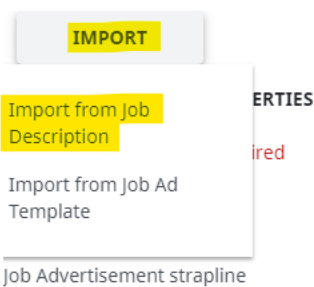 IMPORT
Import from Job
Description
ERTIES
ired
Import from Job Ad
Template
Job Advertisement strapline